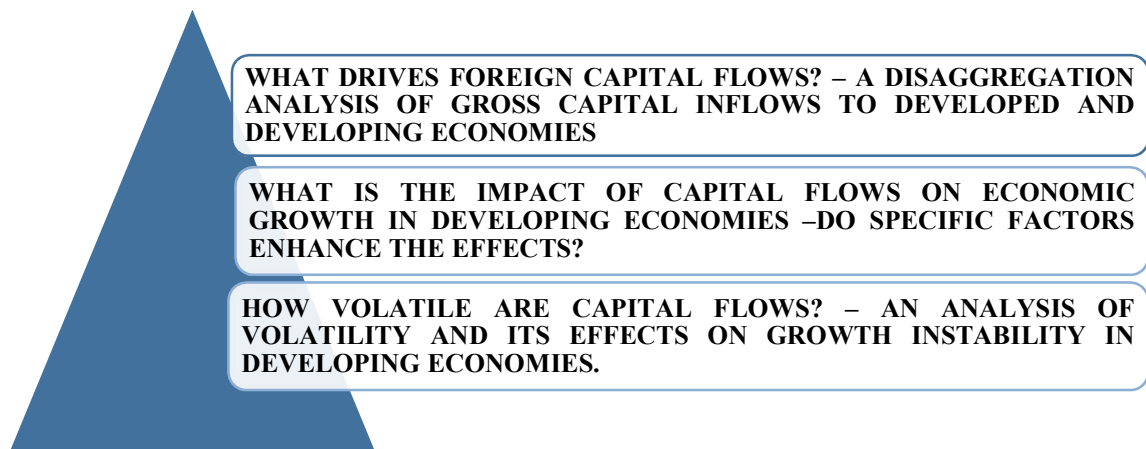 WHAT DRIVES FOREIGN CAPITAL FLOWS? – A DISAGGREGATION
ANALYSIS OF GROSS CAPITAL INFLOWS TO DEVELOPED AND
DEVELOPING ECONOMIES
WHAT IS THE IMPACT OF CAPITAL FLOWS ON ECONOMIC
GROWTH IN DEVELOPING ECONOMIES –DO SPECIFIC FACTORS
ENHANCE THE EFFECTS?
HOW VOLATILE ARE CAPITAL FLOWS? – AN ANALYSIS OF
VOLATILITY AND ITS EFFECTS ON GROWTH INSTABILITY IN
DEVELOPING ECONOMIES.